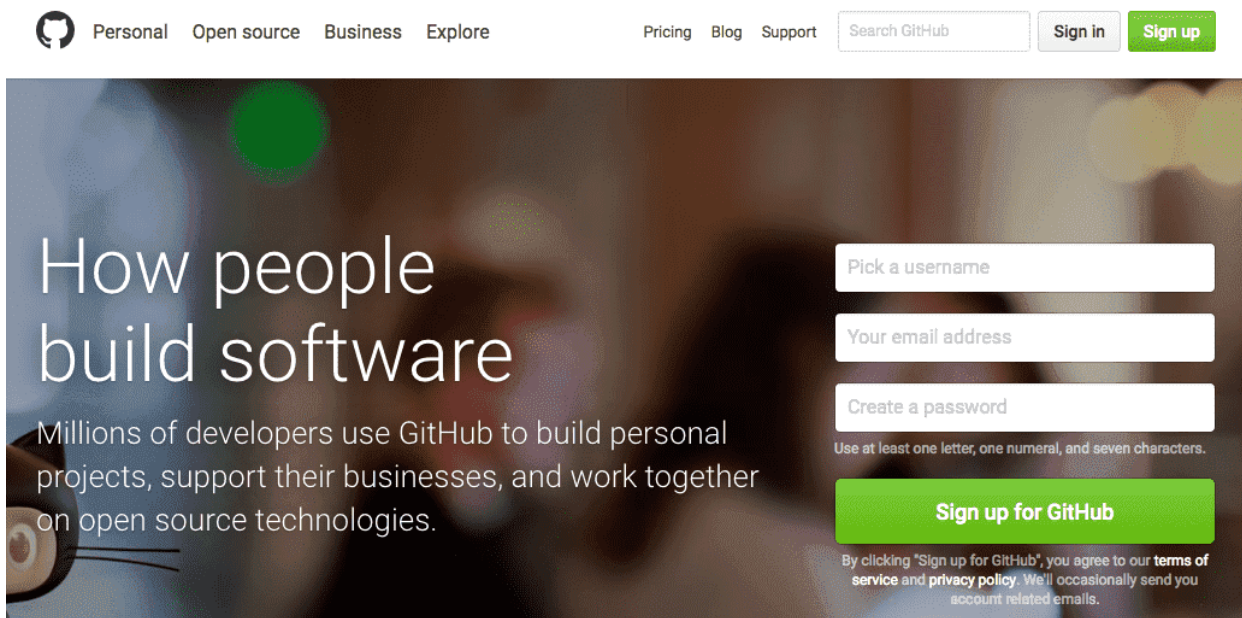 Personal Open source Business Explore Pricing Blog Support Search GitHub Sign in Sign up
How people
build software
Millions of developers use GitHub to build personal
projects, support their businesses, and work together
on open source technologies.
Pick a username
Your email address
Create a password
Use at least one letter, one numeral, and seven characters.
Sign up for GitHub
By clicking "Sign up for GitHub", you agree to our terms of
service and privacy policy. We'll occasionally send you
account related emails.